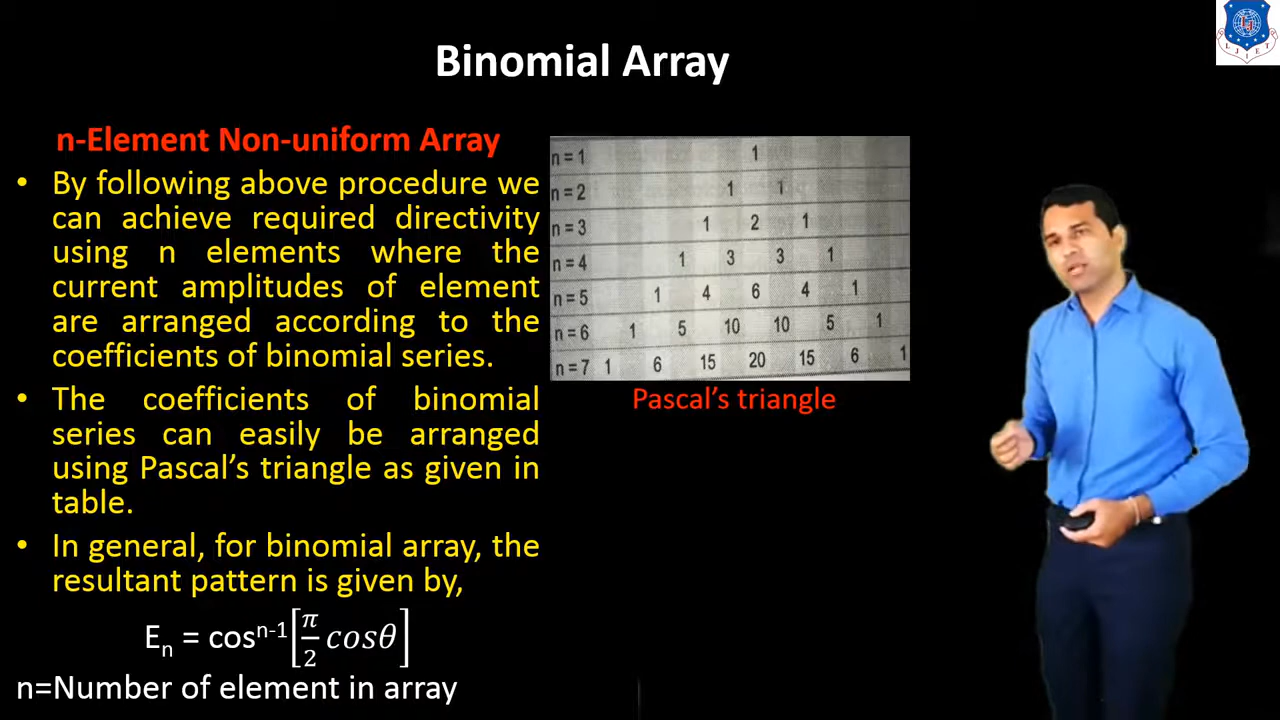 Binomial Array
LJIET
n-Element Non-uniform Array
• By following above procedure we
can achieve required directivity
using n elements where the
current amplitudes of element
are arranged according to the
coefficients of binomial series.
• The coefficients of binomial
series can easily be arranged
using Pascal’s triangle as given in
table.
• In general, for binomial array, the
resultant pattern is given by,
Eₙ = cosⁿ⁻¹[π/2 cosθ]
n=Number of element in array
n = 1 1
n = 2 1 1
n = 3 1 2 1
n = 4 1 3 3 1
n = 5 1 4 6 4 1
n = 6 1 5 10 10 5 1
n = 7 1 6 15 20 15 6 1
Pascal’s triangle